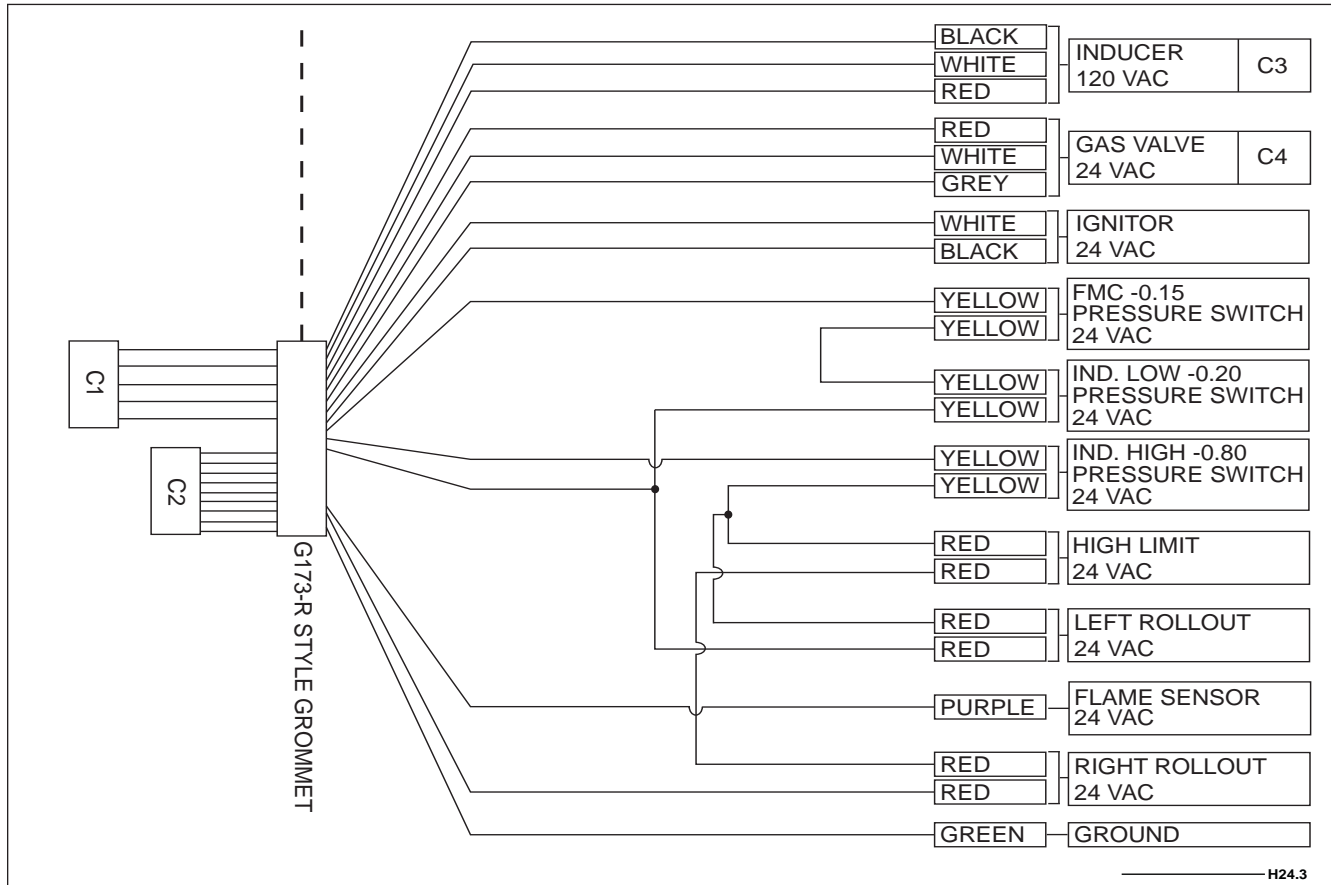 BLACK
WHITE
RED
INDUCER
120 VAC
C3
RED
WHITE
GREY
GAS VALVE
24 VAC
C4
WHITE
BLACK
IGNITOR
24 VAC
YELLOW
YELLOW
FMC -0.15
PRESSURE SWITCH
24 VAC
YELLOW
YELLOW
IND. LOW -0.20
PRESSURE SWITCH
24 VAC
YELLOW
YELLOW
IND. HIGH -0.80
PRESSURE SWITCH
24 VAC
RED
RED
HIGH LIMIT
24 VAC
RED
RED
LEFT ROLLOUT
24 VAC
PURPLE
FLAME SENSOR
24 VAC
RED
RED
RIGHT ROLLOUT
24 VAC
GREEN
GROUND
C1
C2
G173-R STYLE GROMMET
H24.3